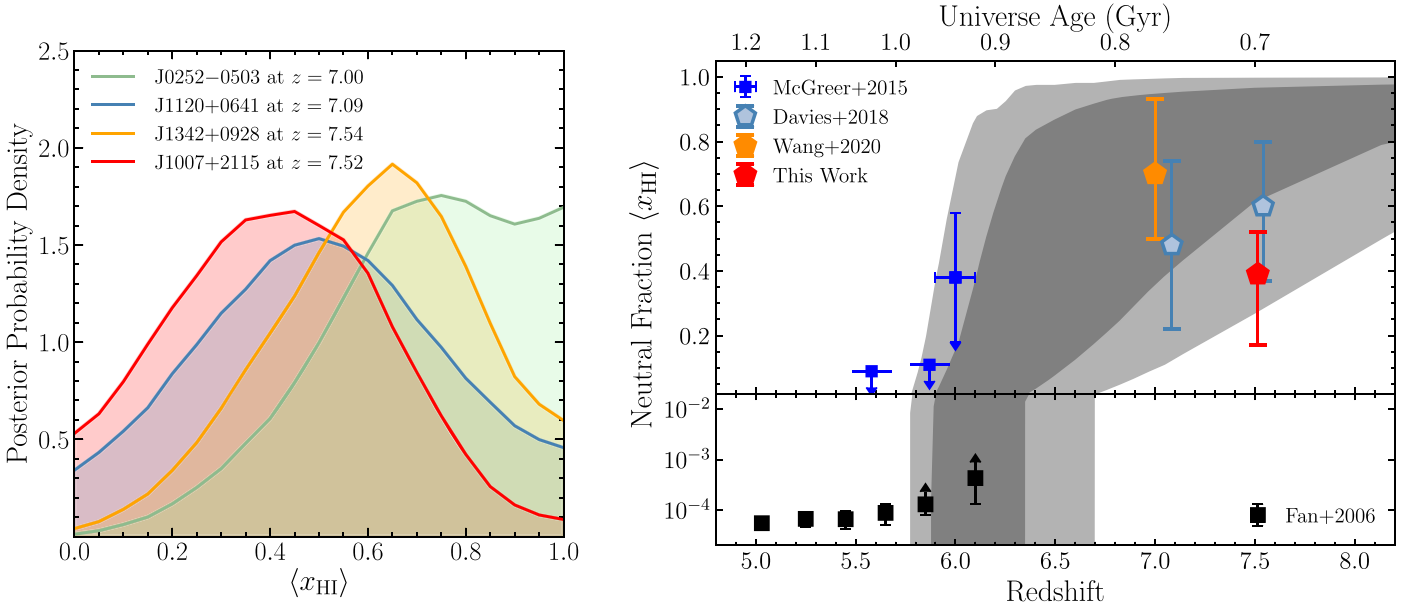 2.5
2.0
1.5
1.0
0.5
0.0
0.2
0.4
0.6
0.8
1.0
Posterior Probability Density
⟨xHI⟩
J0252−0503 at z = 7.00
J1120+0641 at z = 7.09
J1342+0928 at z = 7.54
J1007+2115 at z = 7.52
Universe Age (Gyr)
1.2
1.1
1.0
0.9
0.8
0.7
1.0
0.8
0.6
0.4
0.2
Neutral Fraction ⟨xHI⟩
McGreer+2015
Davies+2018
Wang+2020
This Work
10−2
10−3
10−4
Fan+2006
5.0
5.5
6.0
6.5
7.0
7.5
8.0
Redshift